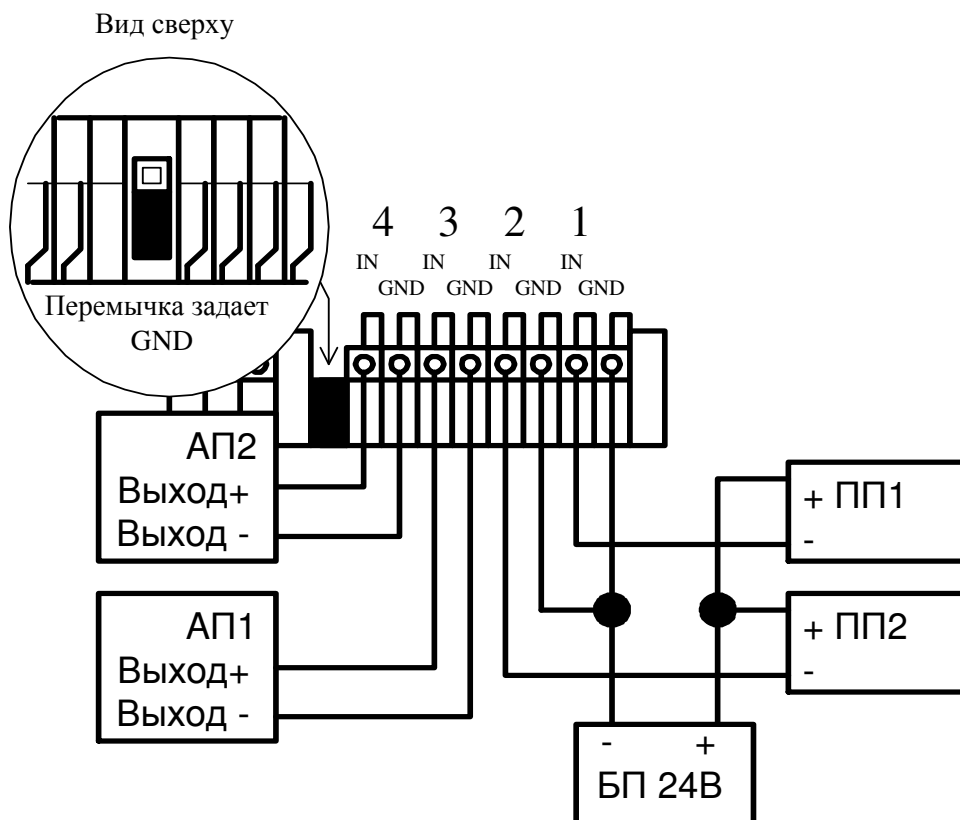 Вид сверху
Перемычка задает
GND
4 3 2 1
IN IN IN IN
GND GND GND GND
АП2
Выход+
Выход -
АП1
Выход+
Выход -
+ ПП1
-
+ ПП2
-
- +
БП 24В